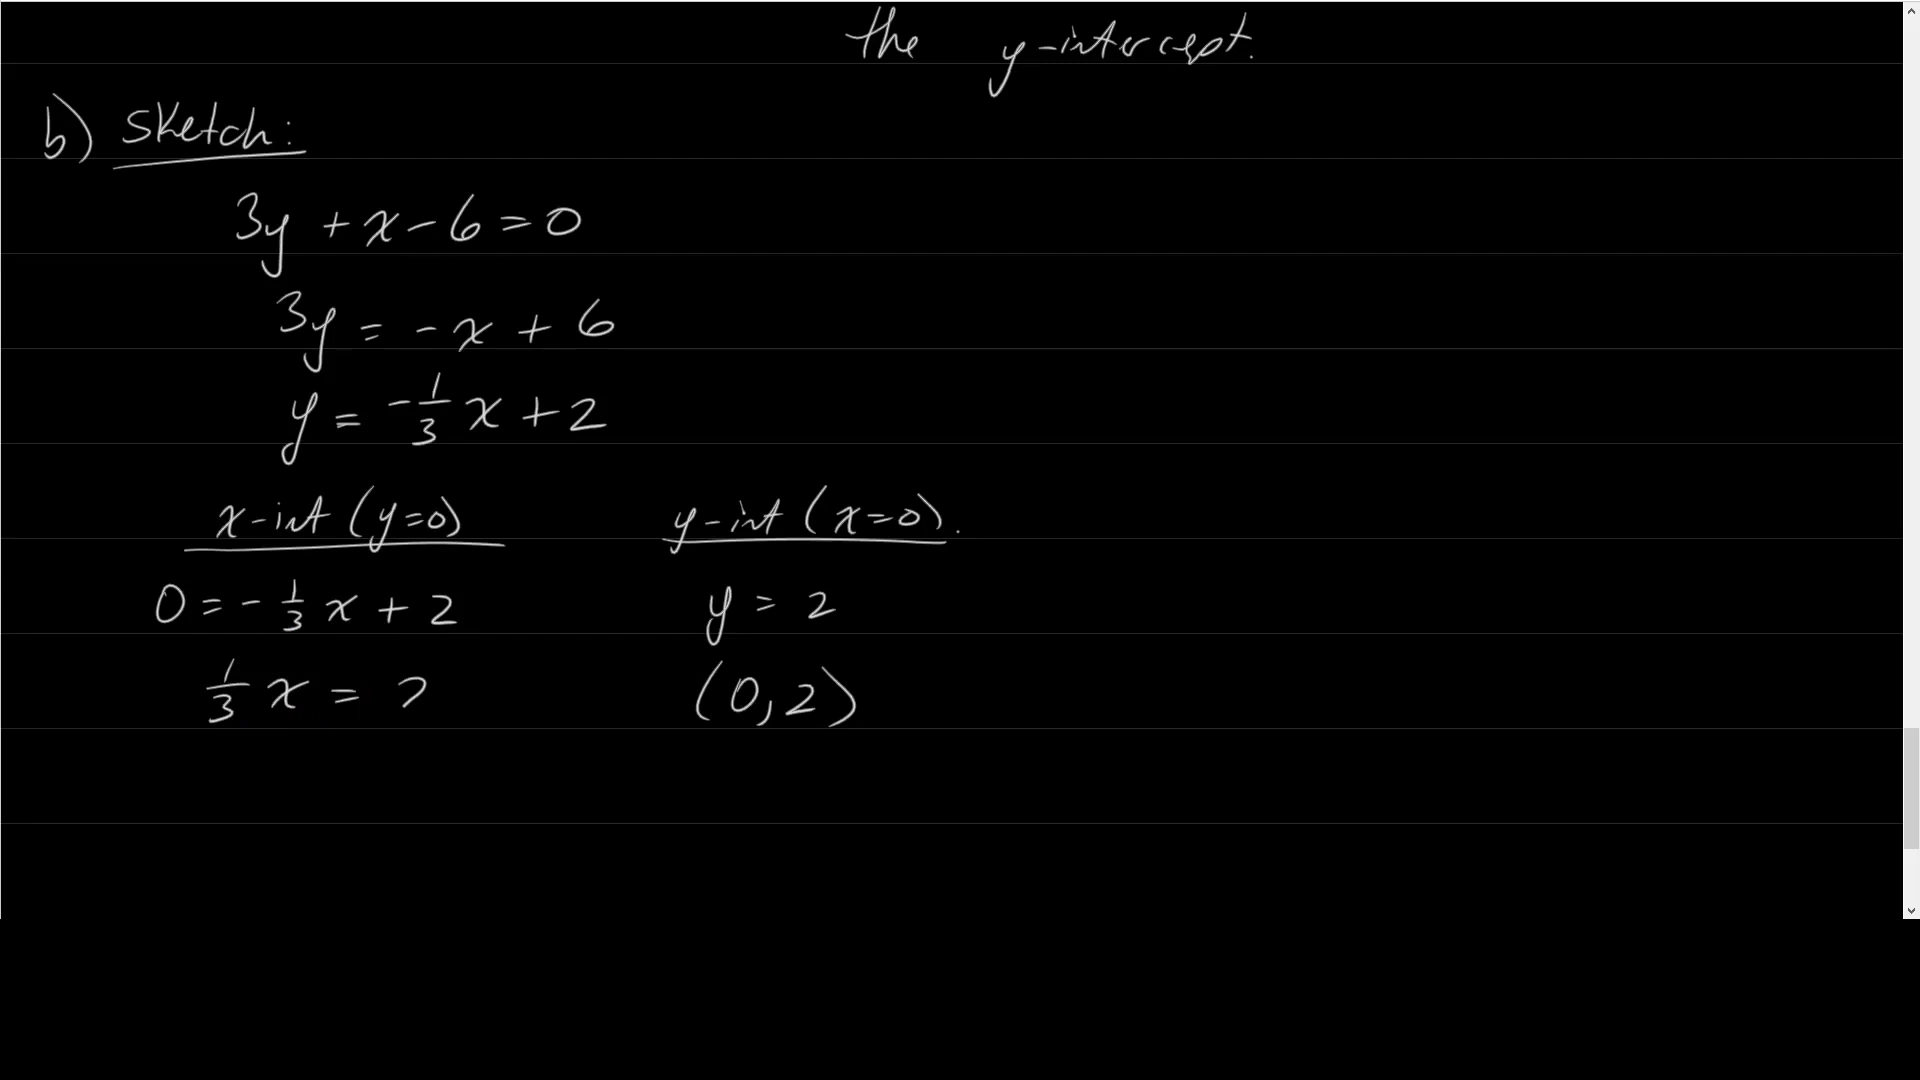 the y-intercept.
b) Sketch:
3y + x - 6 = 0
3y = - x + 6
y = -1/3 x + 2
x-int (y=0) y-int (x=0).
0 = - 1/3 x + 2 y = 2
1/3 x = 2 (0,2)